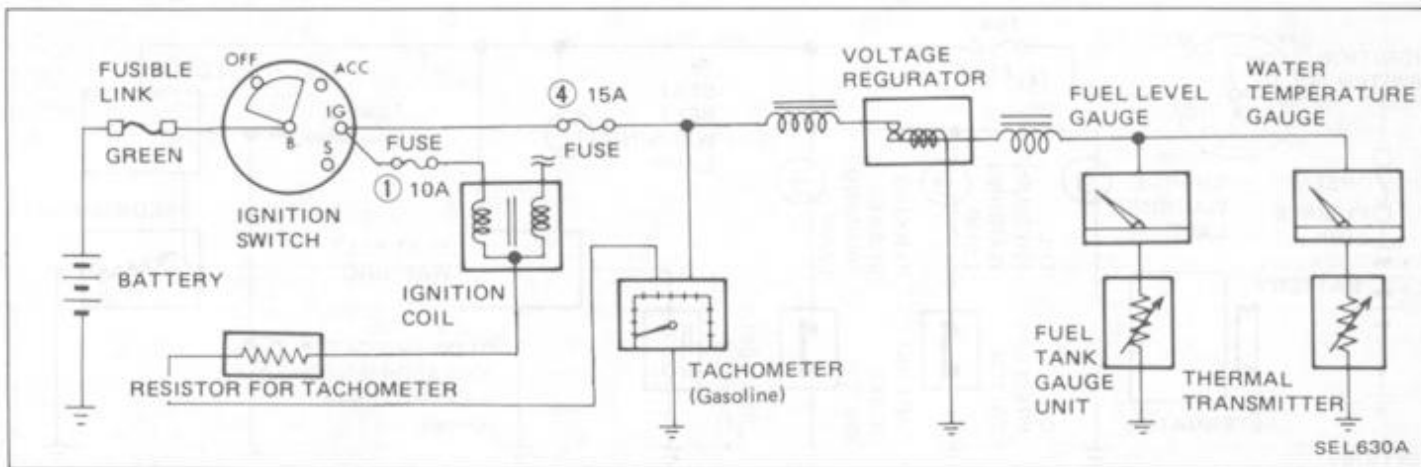 FUSIBLE
LINK
GREEN
OFF
ACC
IG
B
S
IGNITION
SWITCH
BATTERY
FUSE
① 10A
④ 15A
FUSE
IGNITION
COIL
RESISTOR FOR TACHOMETER
TACHOMETER
(Gasoline)
VOLTAGE
REGURATOR
FUEL LEVEL
GAUGE
WATER
TEMPERATURE
GAUGE
FUEL
TANK
GAUGE
UNIT
THERMAL
TRANSMITTER
SEL630A